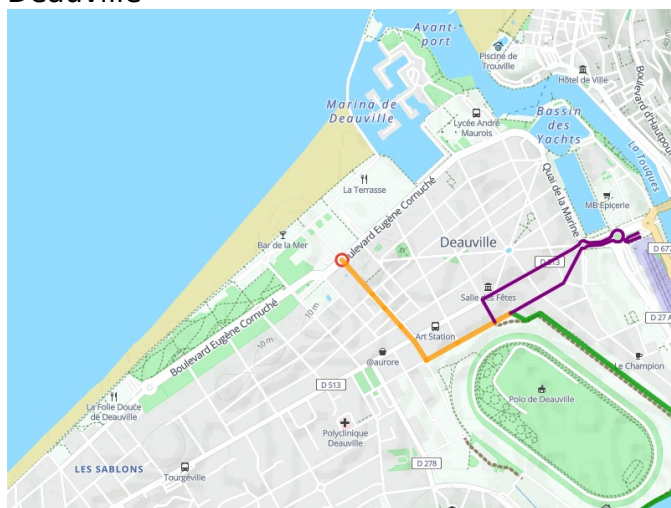 Deauville
Avant-
port
Piscine de
Trouville
Hôtel de Ville
Marina de
Deauville
Lycée André
Maurois
Bassin
des
Yachts
La Touques
La Terrasse
Quai de la Marine
MB Epicerie
Bar de la Mer
Boulevard Eugène Cornuché
Deauville
D 513
D 677
Salle des Fêtes
10 m
10 m
Art Station
D 27 A
Boulevard Eugène Cornuché
@aurore
Le Champion
D 513
Polo de Deauville
La Folie Douce
de Deauville
Polyclinique
Deauville
LES SABLONS
D 278
Tourgéville